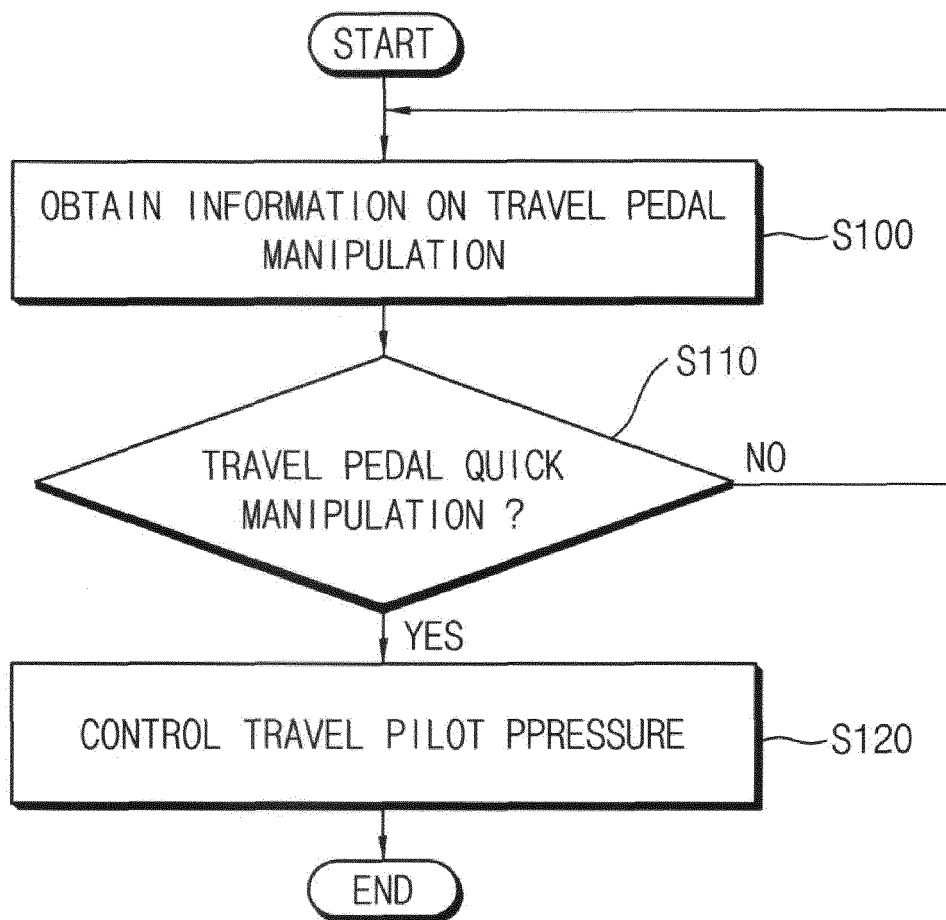 START
OBTAIN INFORMATION ON TRAVEL PEDAL
MANIPULATION
S100
S110
TRAVEL PEDAL QUICK
MANIPULATION ?
NO
YES
CONTROL TRAVEL PILOT PPRESSURE
S120
END